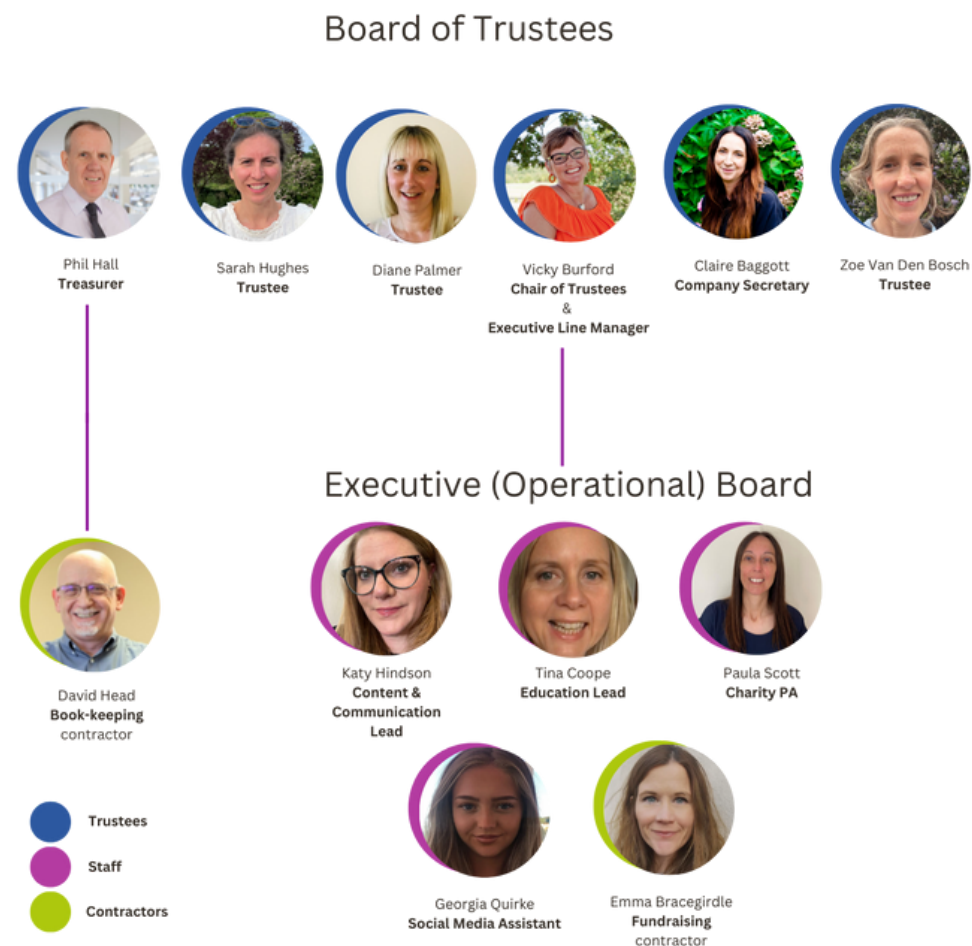 Board of Trustees
Phil Hall
Treasurer
Sarah Hughes
Trustee
Diane Palmer
Trustee
Vicky Burford
Chair of Trustees
&
Executive Line Manager
Claire Baggott
Company Secretary
Zoe Van Den Bosch
Trustee
Executive (Operational) Board
David Head
Book-keeping
contractor
Katy Hindson
Content &
Communication
Lead
Tina Coope
Education Lead
Paula Scott
Charity PA
Georgia Quirke
Social Media Assistant
Emma Bracegirdle
Fundraising
contractor
Trustees
Staff
Contractors